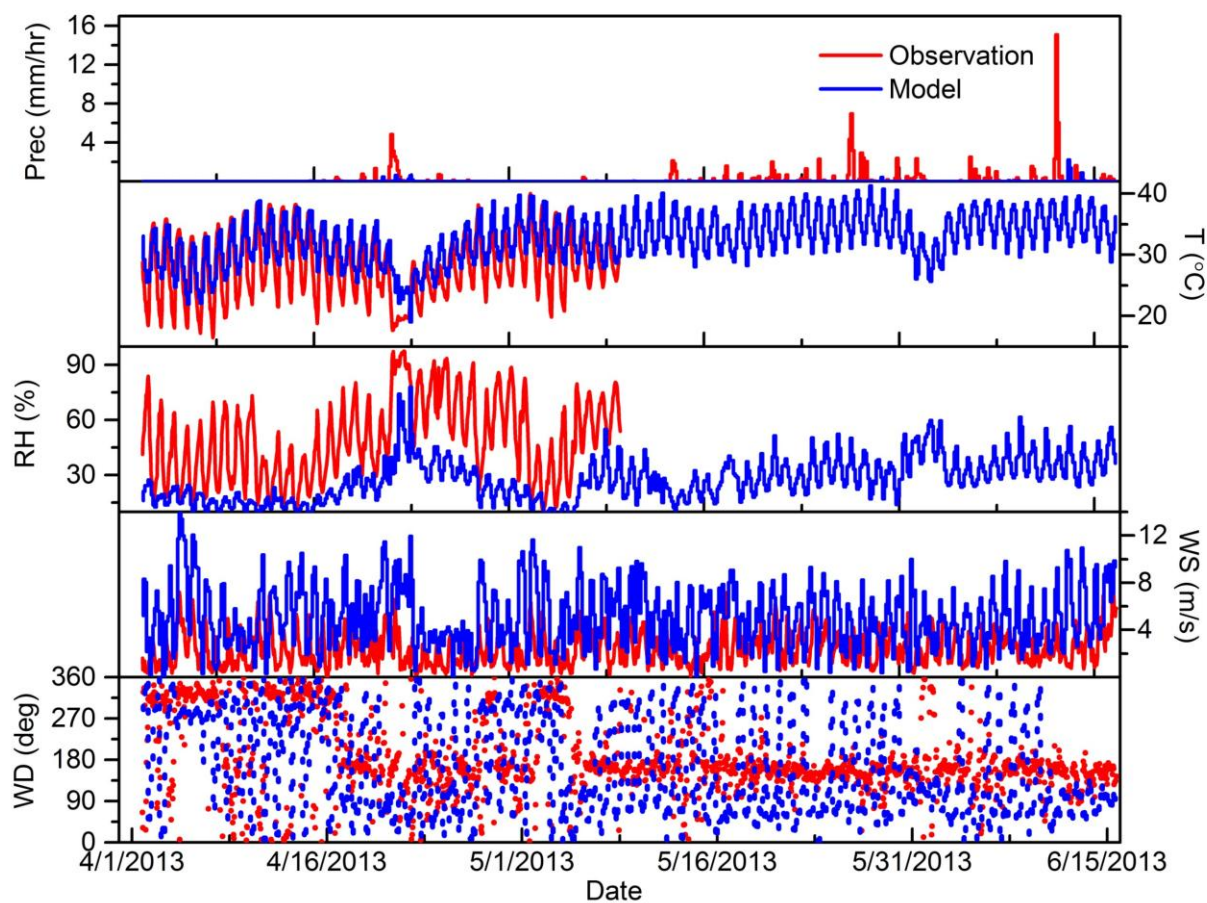 Prec (mm/hr)
16
12
8
4
Observation
Model
T (°C)
40
30
20
RH (%)
90
60
30
WS (m/s)
12
8
4
WD (deg)
360
270
180
90
0
4/1/2013 4/16/2013 5/1/2013 5/16/2013 5/31/2013 6/15/2013
Date